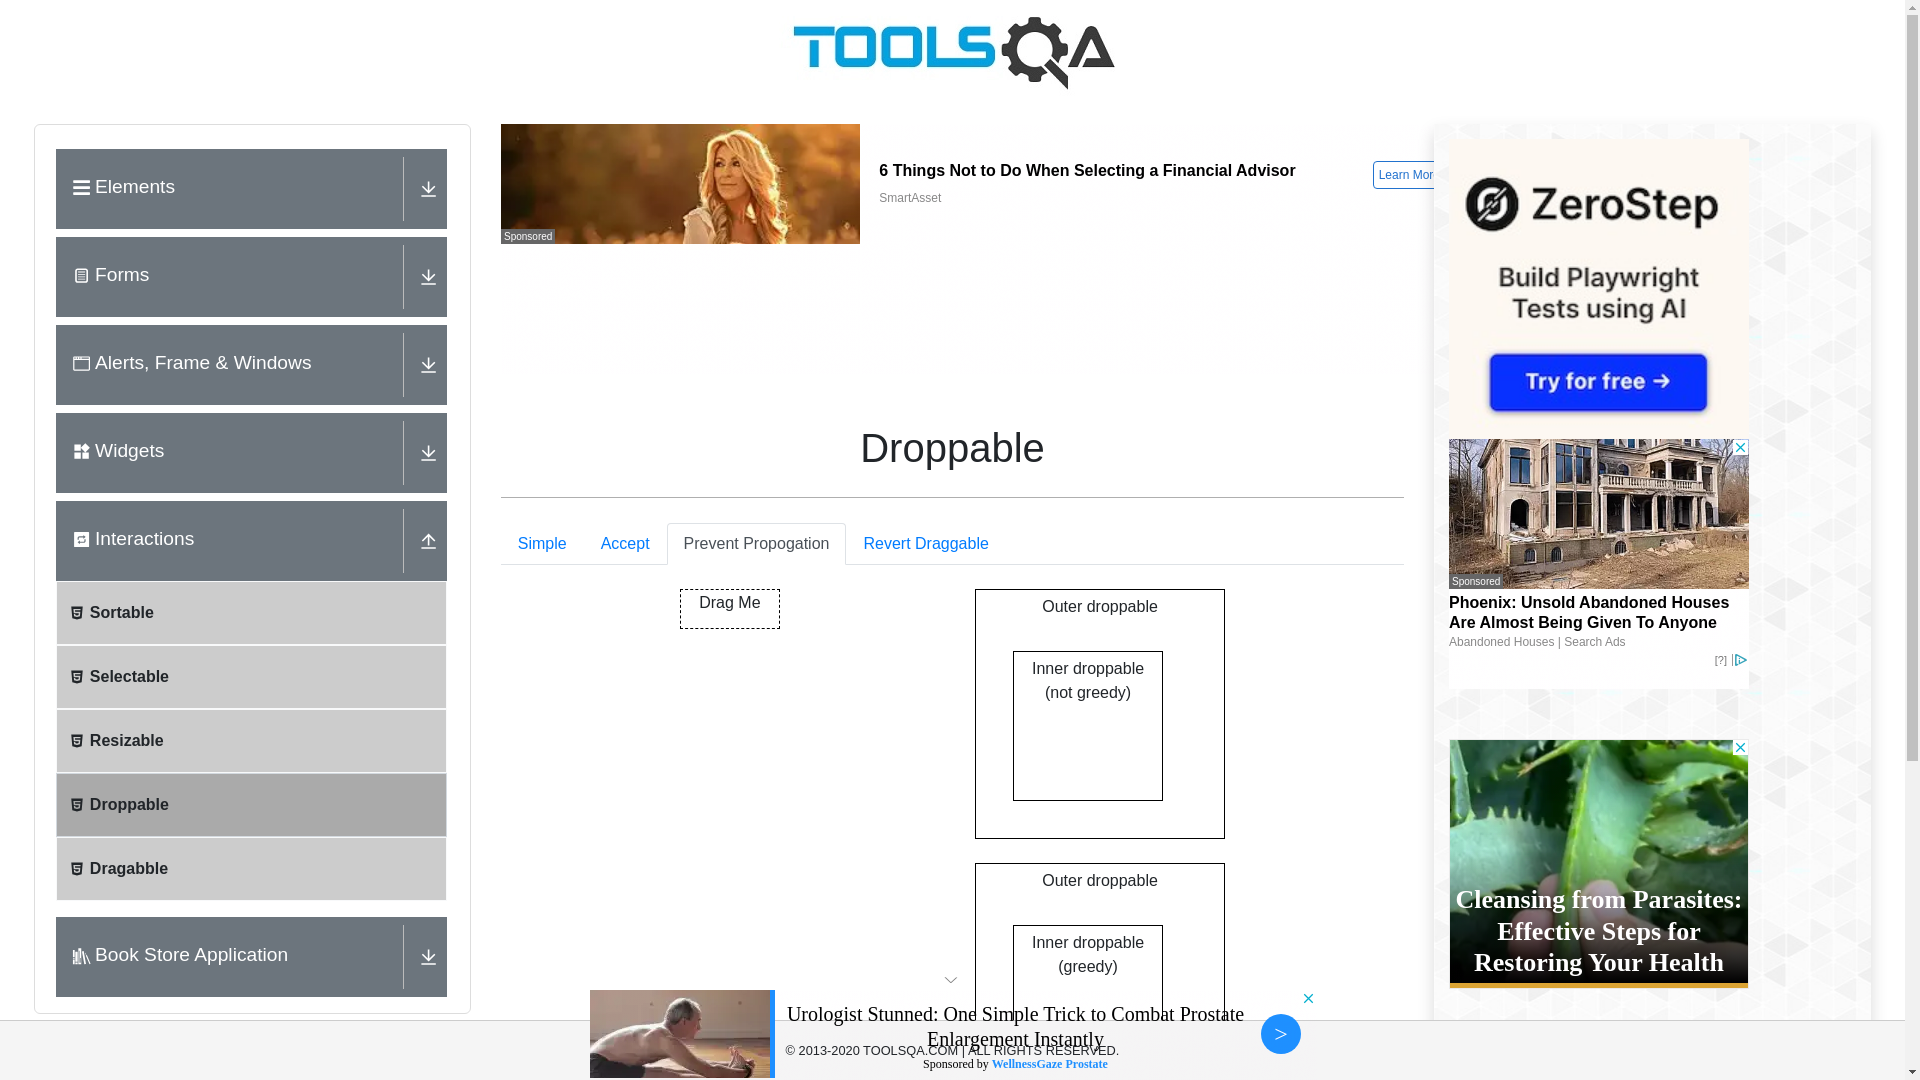 TOOLSQA
Elements
Forms
Alerts, Frame & Windows
Widgets
Interactions
Sortable
Selectable
Resizable
Droppable
Dragabble
Book Store Application
Sponsored
6 Things Not to Do When Selecting a Financial Advisor
SmartAsset
Learn Mor
Droppable
Simple
Accept
Prevent Propogation
Revert Draggable
Drag Me
Outer droppable
Inner droppable
(not greedy)
Outer droppable
Inner droppable
(greedy)
ZeroStep
Build Playwright
Tests using AI
Try for free →
Sponsored
Phoenix: Unsold Abandoned Houses
Are Almost Being Given To Anyone
Abandoned Houses | Search Ads
[?]
Cleansing from Parasites:
Effective Steps for
Restoring Your Health
Urologist Stunned: One Simple Trick to Combat Prostate
Enlargement Instantly
Sponsored by WellnessGaze Prostate
>
© 2013-2020 TOOLSQA.COM | ALL RIGHTS RESERVED.